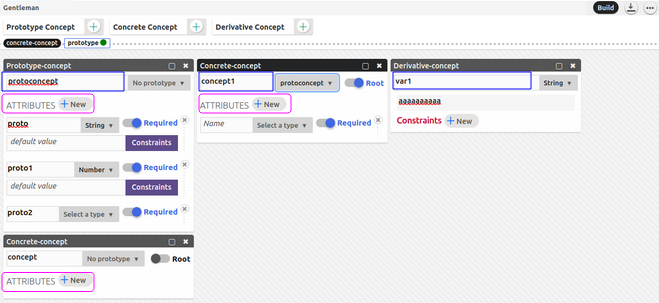 Gentleman
Build
Prototype Concept + Concrete Concept + Derivative Concept +
concrete-concept prototype
Prototype-concept
protoconcept No prototype
ATTRIBUTES + New
proto String Required
default value Constraints
proto1 Number Required
default value Constraints
proto2 Select a type Required
Concrete-concept
concept No prototype Root
ATTRIBUTES + New
Concrete-concept
concept1 protoconcept Root
ATTRIBUTES + New
Name Select a type Required
Derivative-concept
var1 String
aaaaaaaaaa
Constraints + New